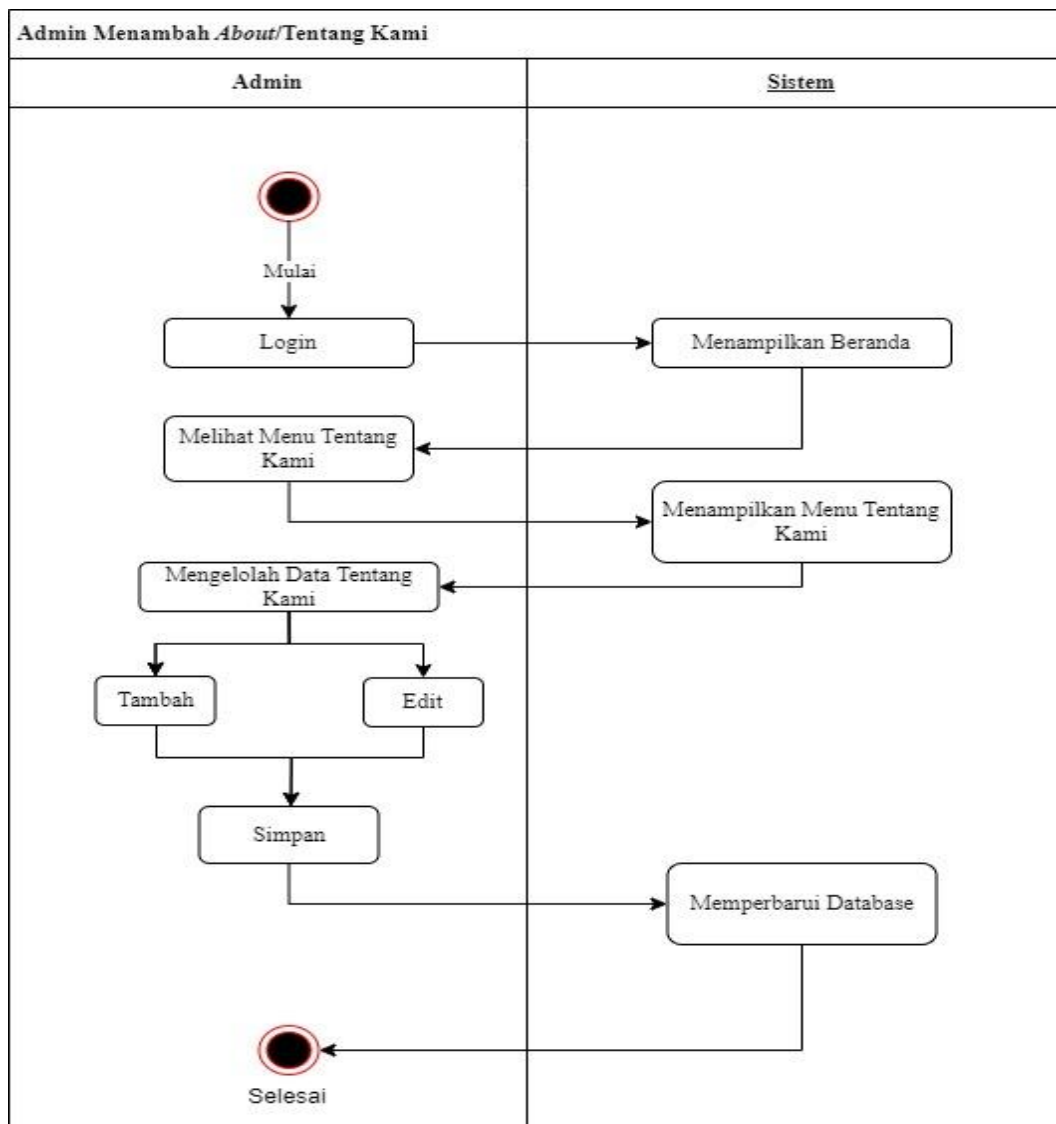 Admin Menambah About/Tentang Kami
Admin
Sistem
Mulai
Login
Menampilkan Beranda
Melihat Menu Tentang
Kami
Menampilkan Menu Tentang
Kami
Mengelolah Data Tentang
Kami
Tambah
Edit
Simpan
Memperbarui Database
Selesai